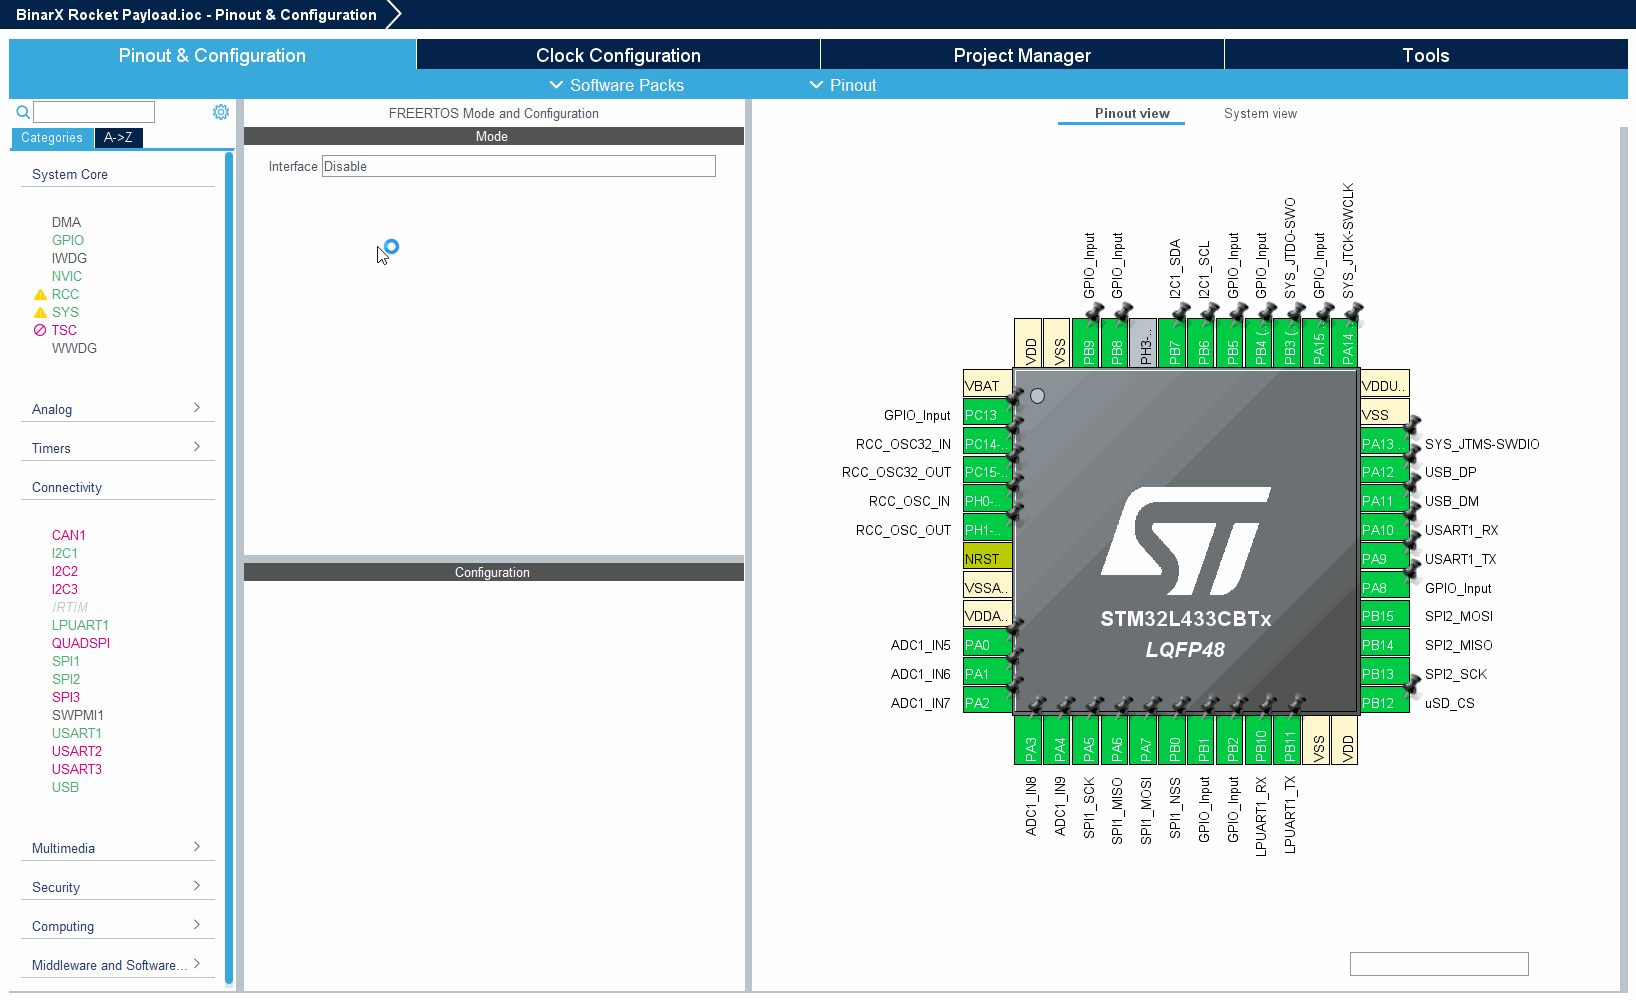 BinarX Rocket Payload.ioc - Pinout & Configuration
Pinout & Configuration
Clock Configuration
Project Manager
Tools
Software Packs
Pinout
Categories
A->Z
System Core
DMA
GPIO
IWDG
NVIC
RCC
SYS
TSC
WWDG
Analog
Timers
Connectivity
CAN1
I2C1
I2C2
I2C3
IRTIM
LPUART1
QUADSPI
SPI1
SPI2
SPI3
SWPMI1
USART1
USART2
USART3
USB
Multimedia
Security
Computing
Middleware and Software...
FREERTOS Mode and Configuration
Mode
Interface Disable
Configuration
Pinout view
System view
GPIO_Input
GPIO_Input
I2C1_SDA
I2C1_SCL
GPIO_Input
GPIO_Input
SYS_JTDO-SWO
GPIO_Input
SYS_JTCK-SWCLK
VDD
VSS
PB9
PB8
PH3-..
PB7
PB6
PB5
PB4 (..
PB3 (..
PA15 ..
PA14 ..
VBAT
GPIO_Input PC13
RCC_OSC32_IN PC14-..
RCC_OSC32_OUT PC15-..
RCC_OSC_IN PH0-..
RCC_OSC_OUT PH1-..
NRST
VSSA..
VDDA..
ADC1_IN5 PA0
ADC1_IN6 PA1
ADC1_IN7 PA2
ST
STM32L433CBTx
LQFP48
VDDU..
VSS
PA13 .. SYS_JTMS-SWDIO
PA12 USB_DP
PA11 USB_DM
PA10 USART1_RX
PA9 USART1_TX
PA8 GPIO_Input
PB15 SPI2_MOSI
PB14 SPI2_MISO
PB13 SPI2_SCK
PB12 uSD_CS
PA3
PA4
PA5
PA6
PA7
PB0
PB1
PB2
PB10
PB11
VSS
VDD
ADC1_IN8
ADC1_IN9
SPI1_SCK
SPI1_MISO
SPI1_MOSI
SPI1_NSS
GPIO_Input
GPIO_Input
LPUART1_RX
LPUART1_TX